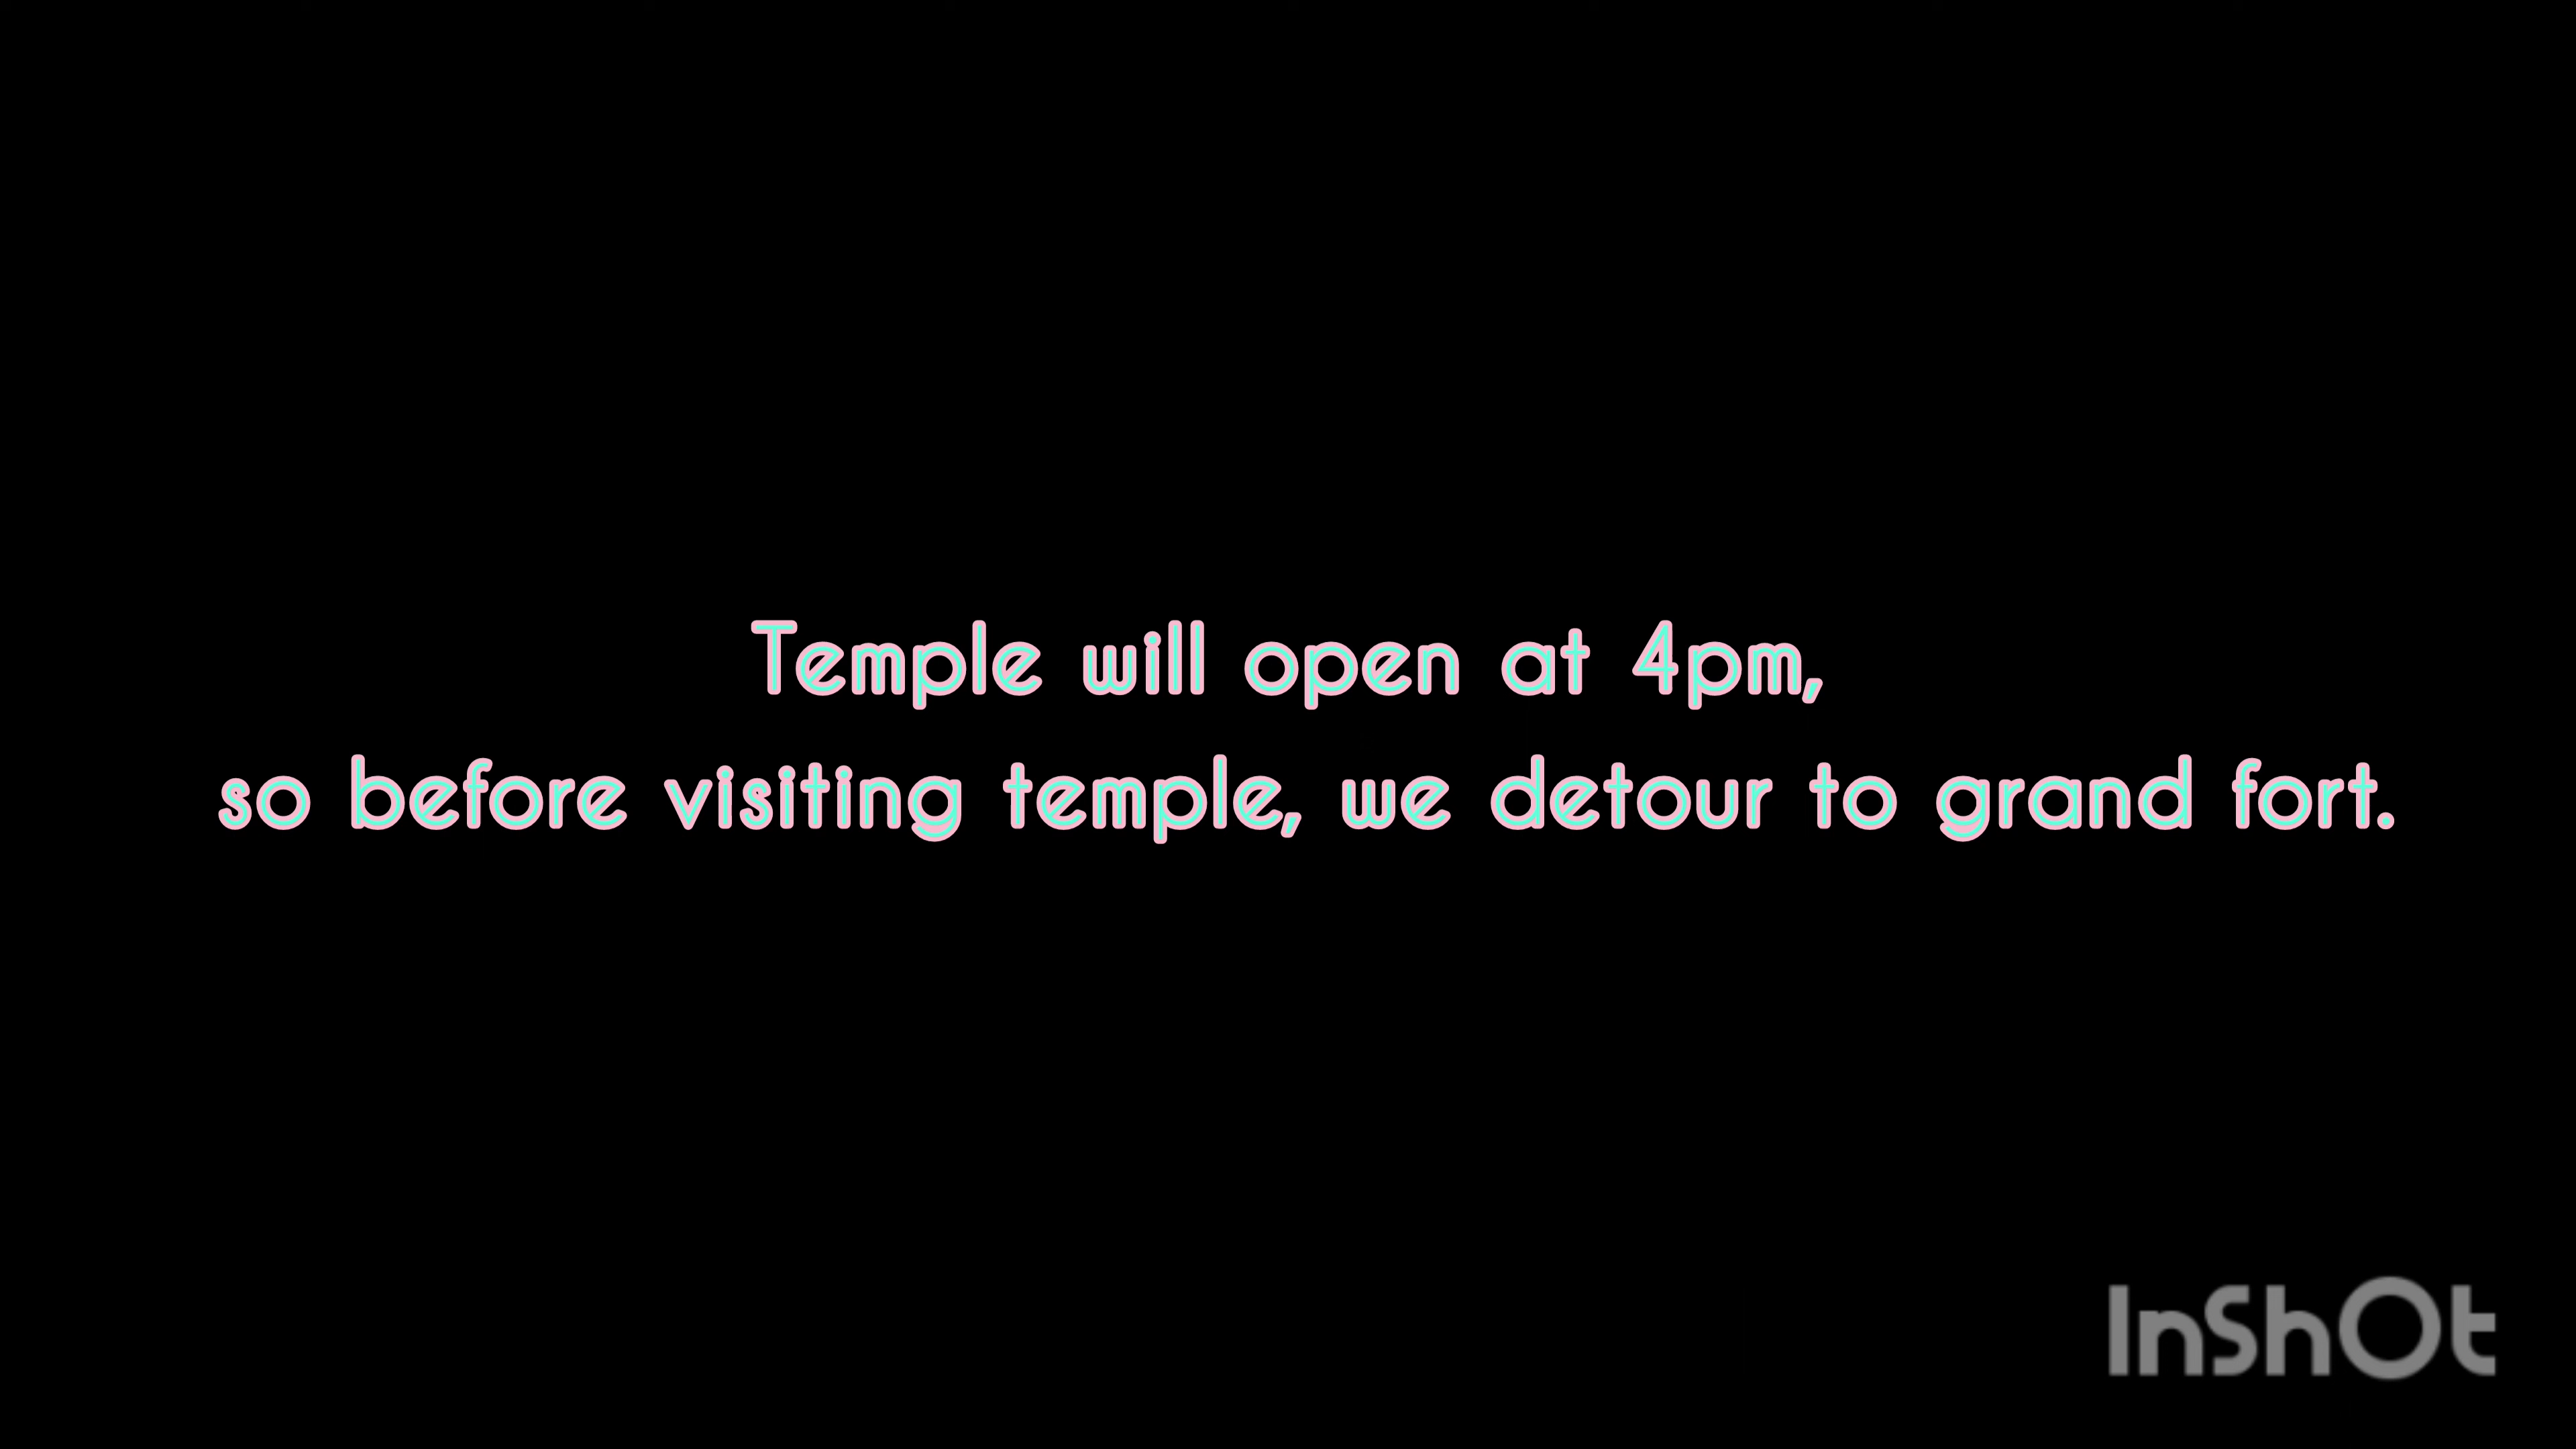 Temple will open at 4pm,
so before visiting temple, we detour to grand fort.
InShOt